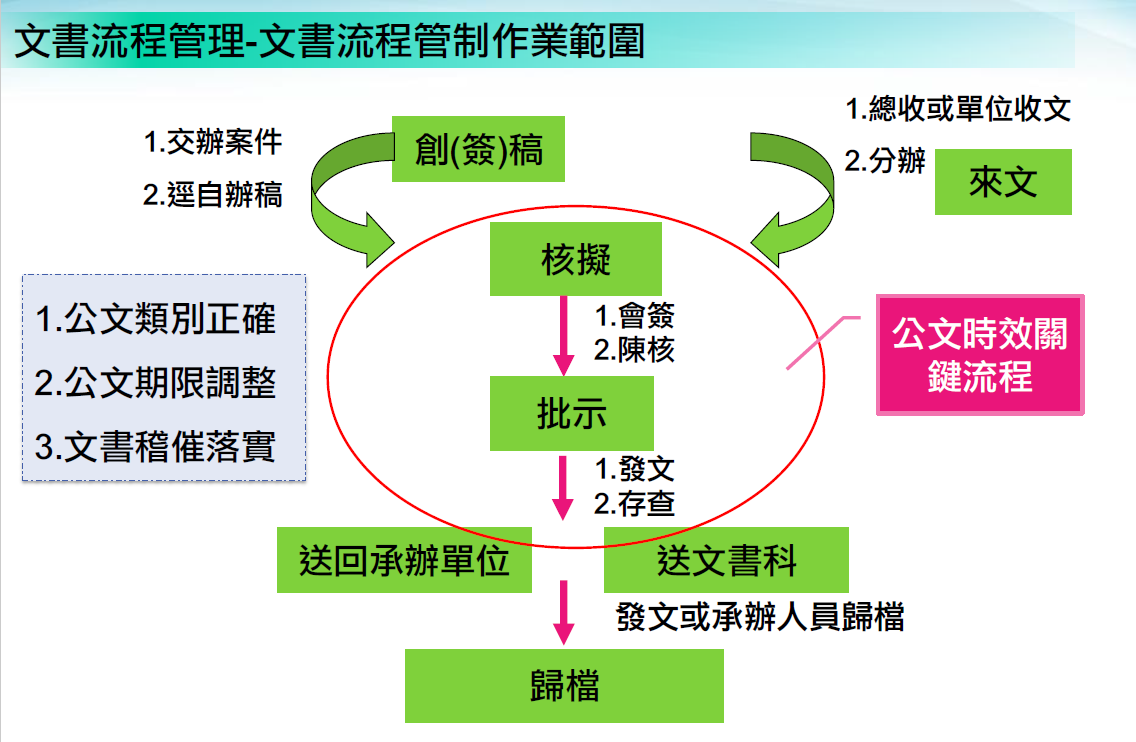 文書流程管理-文書流程管制作業範圍
1.交辦案件
2.逕自辦稿
創(簽)稿
1.總收或單位收文
2.分辦
來文
核擬
1.會簽
2.陳核
1.公文類別正確
2.公文期限調整
3.文書稽催落實
公文時效關
鍵流程
批示
1.發文
2.存查
送回承辦單位
送文書科
發文或承辦人員歸檔
歸檔